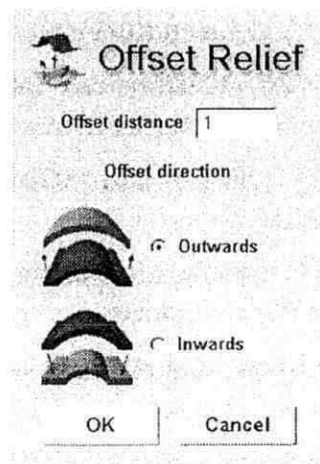 Offset Relief
Offset distance 1
Offset direction
Outwards
Inwards
OK Cancel